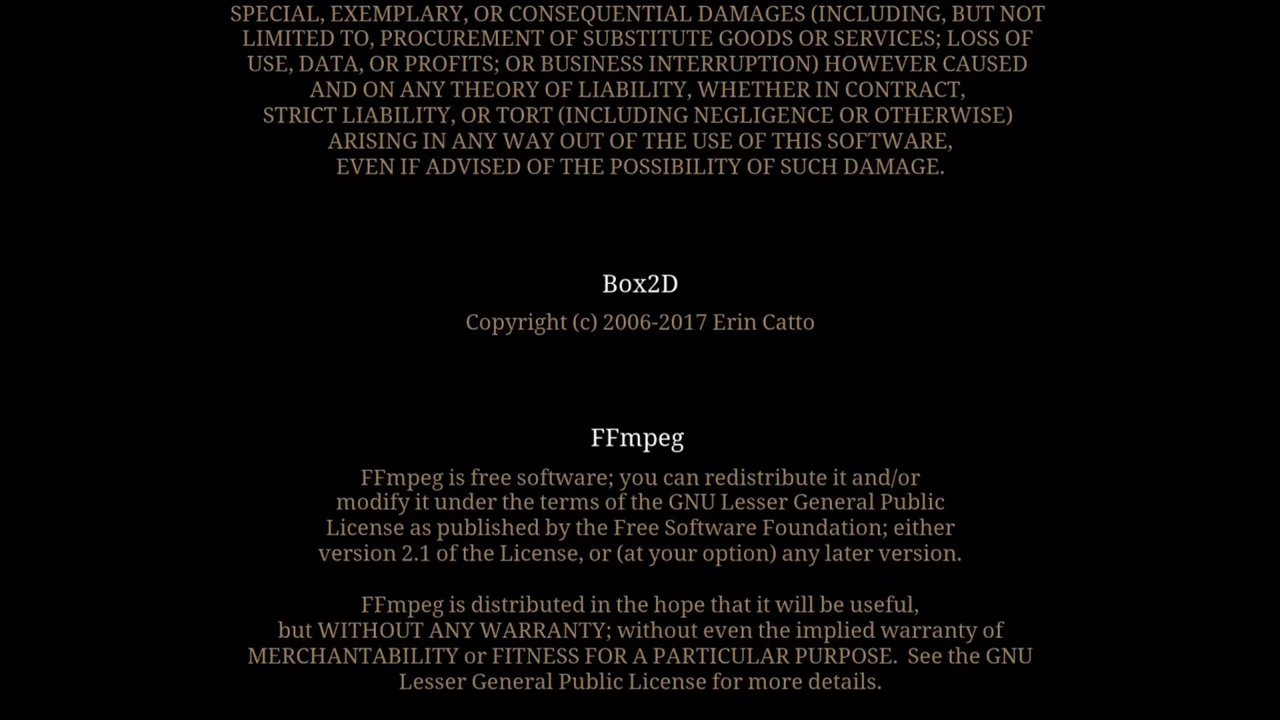 SPECIAL, EXEMPLARY, OR CONSEQUENTIAL DAMAGES (INCLUDING, BUT NOT
LIMITED TO, PROCUREMENT OF SUBSTITUTE GOODS OR SERVICES; LOSS OF
USE, DATA, OR PROFITS; OR BUSINESS INTERRUPTION) HOWEVER CAUSED
AND ON ANY THEORY OF LIABILITY, WHETHER IN CONTRACT,
STRICT LIABILITY, OR TORT (INCLUDING NEGLIGENCE OR OTHERWISE)
ARISING IN ANY WAY OUT OF THE USE OF THIS SOFTWARE,
EVEN IF ADVISED OF THE POSSIBILITY OF SUCH DAMAGE.
Box2D
Copyright (c) 2006-2017 Erin Catto
FFmpeg
FFmpeg is free software; you can redistribute it and/or
modify it under the terms of the GNU Lesser General Public
License as published by the Free Software Foundation; either
version 2.1 of the License, or (at your option) any later version.
FFmpeg is distributed in the hope that it will be useful,
but WITHOUT ANY WARRANTY; without even the implied warranty of
MERCHANTABILITY or FITNESS FOR A PARTICULAR PURPOSE.  See the GNU
Lesser General Public License for more details.